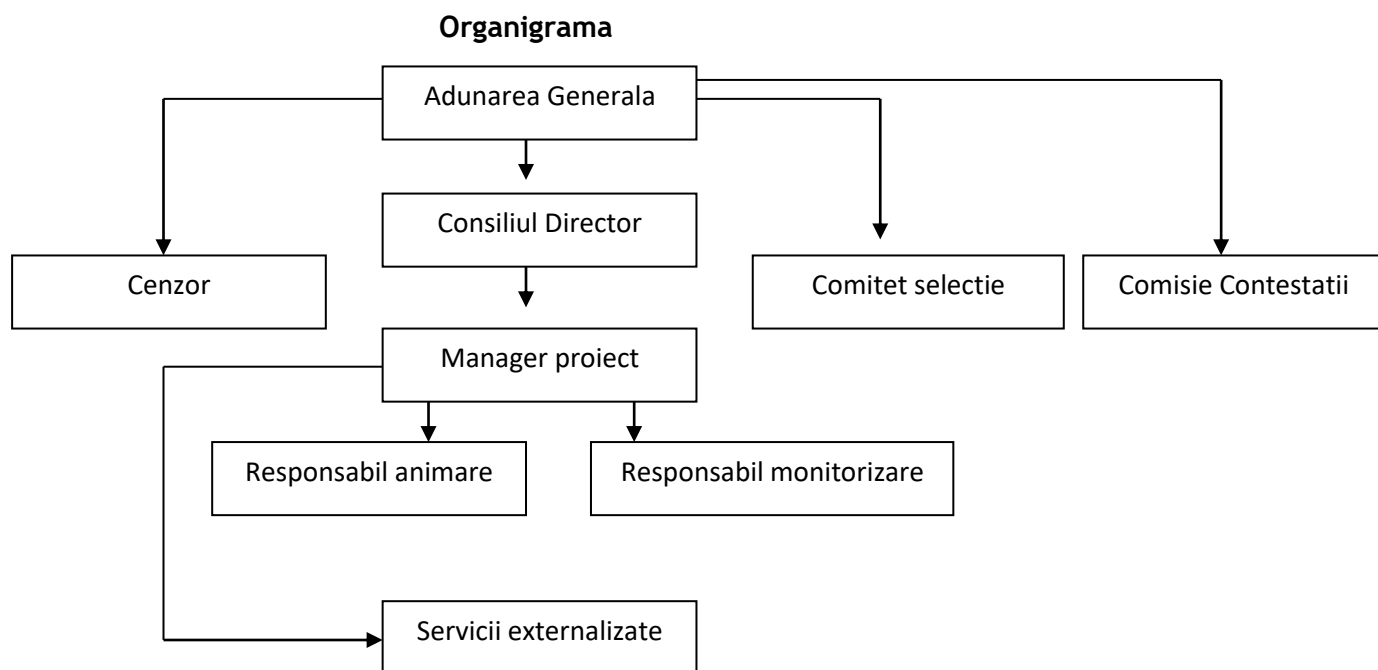 Organigrama
Adunarea Generala
Consiliul Director
Cenzor
Comitet selectie
Comisie Contestatii
Manager proiect
Responsabil animare
Responsabil monitorizare
Servicii externalizate